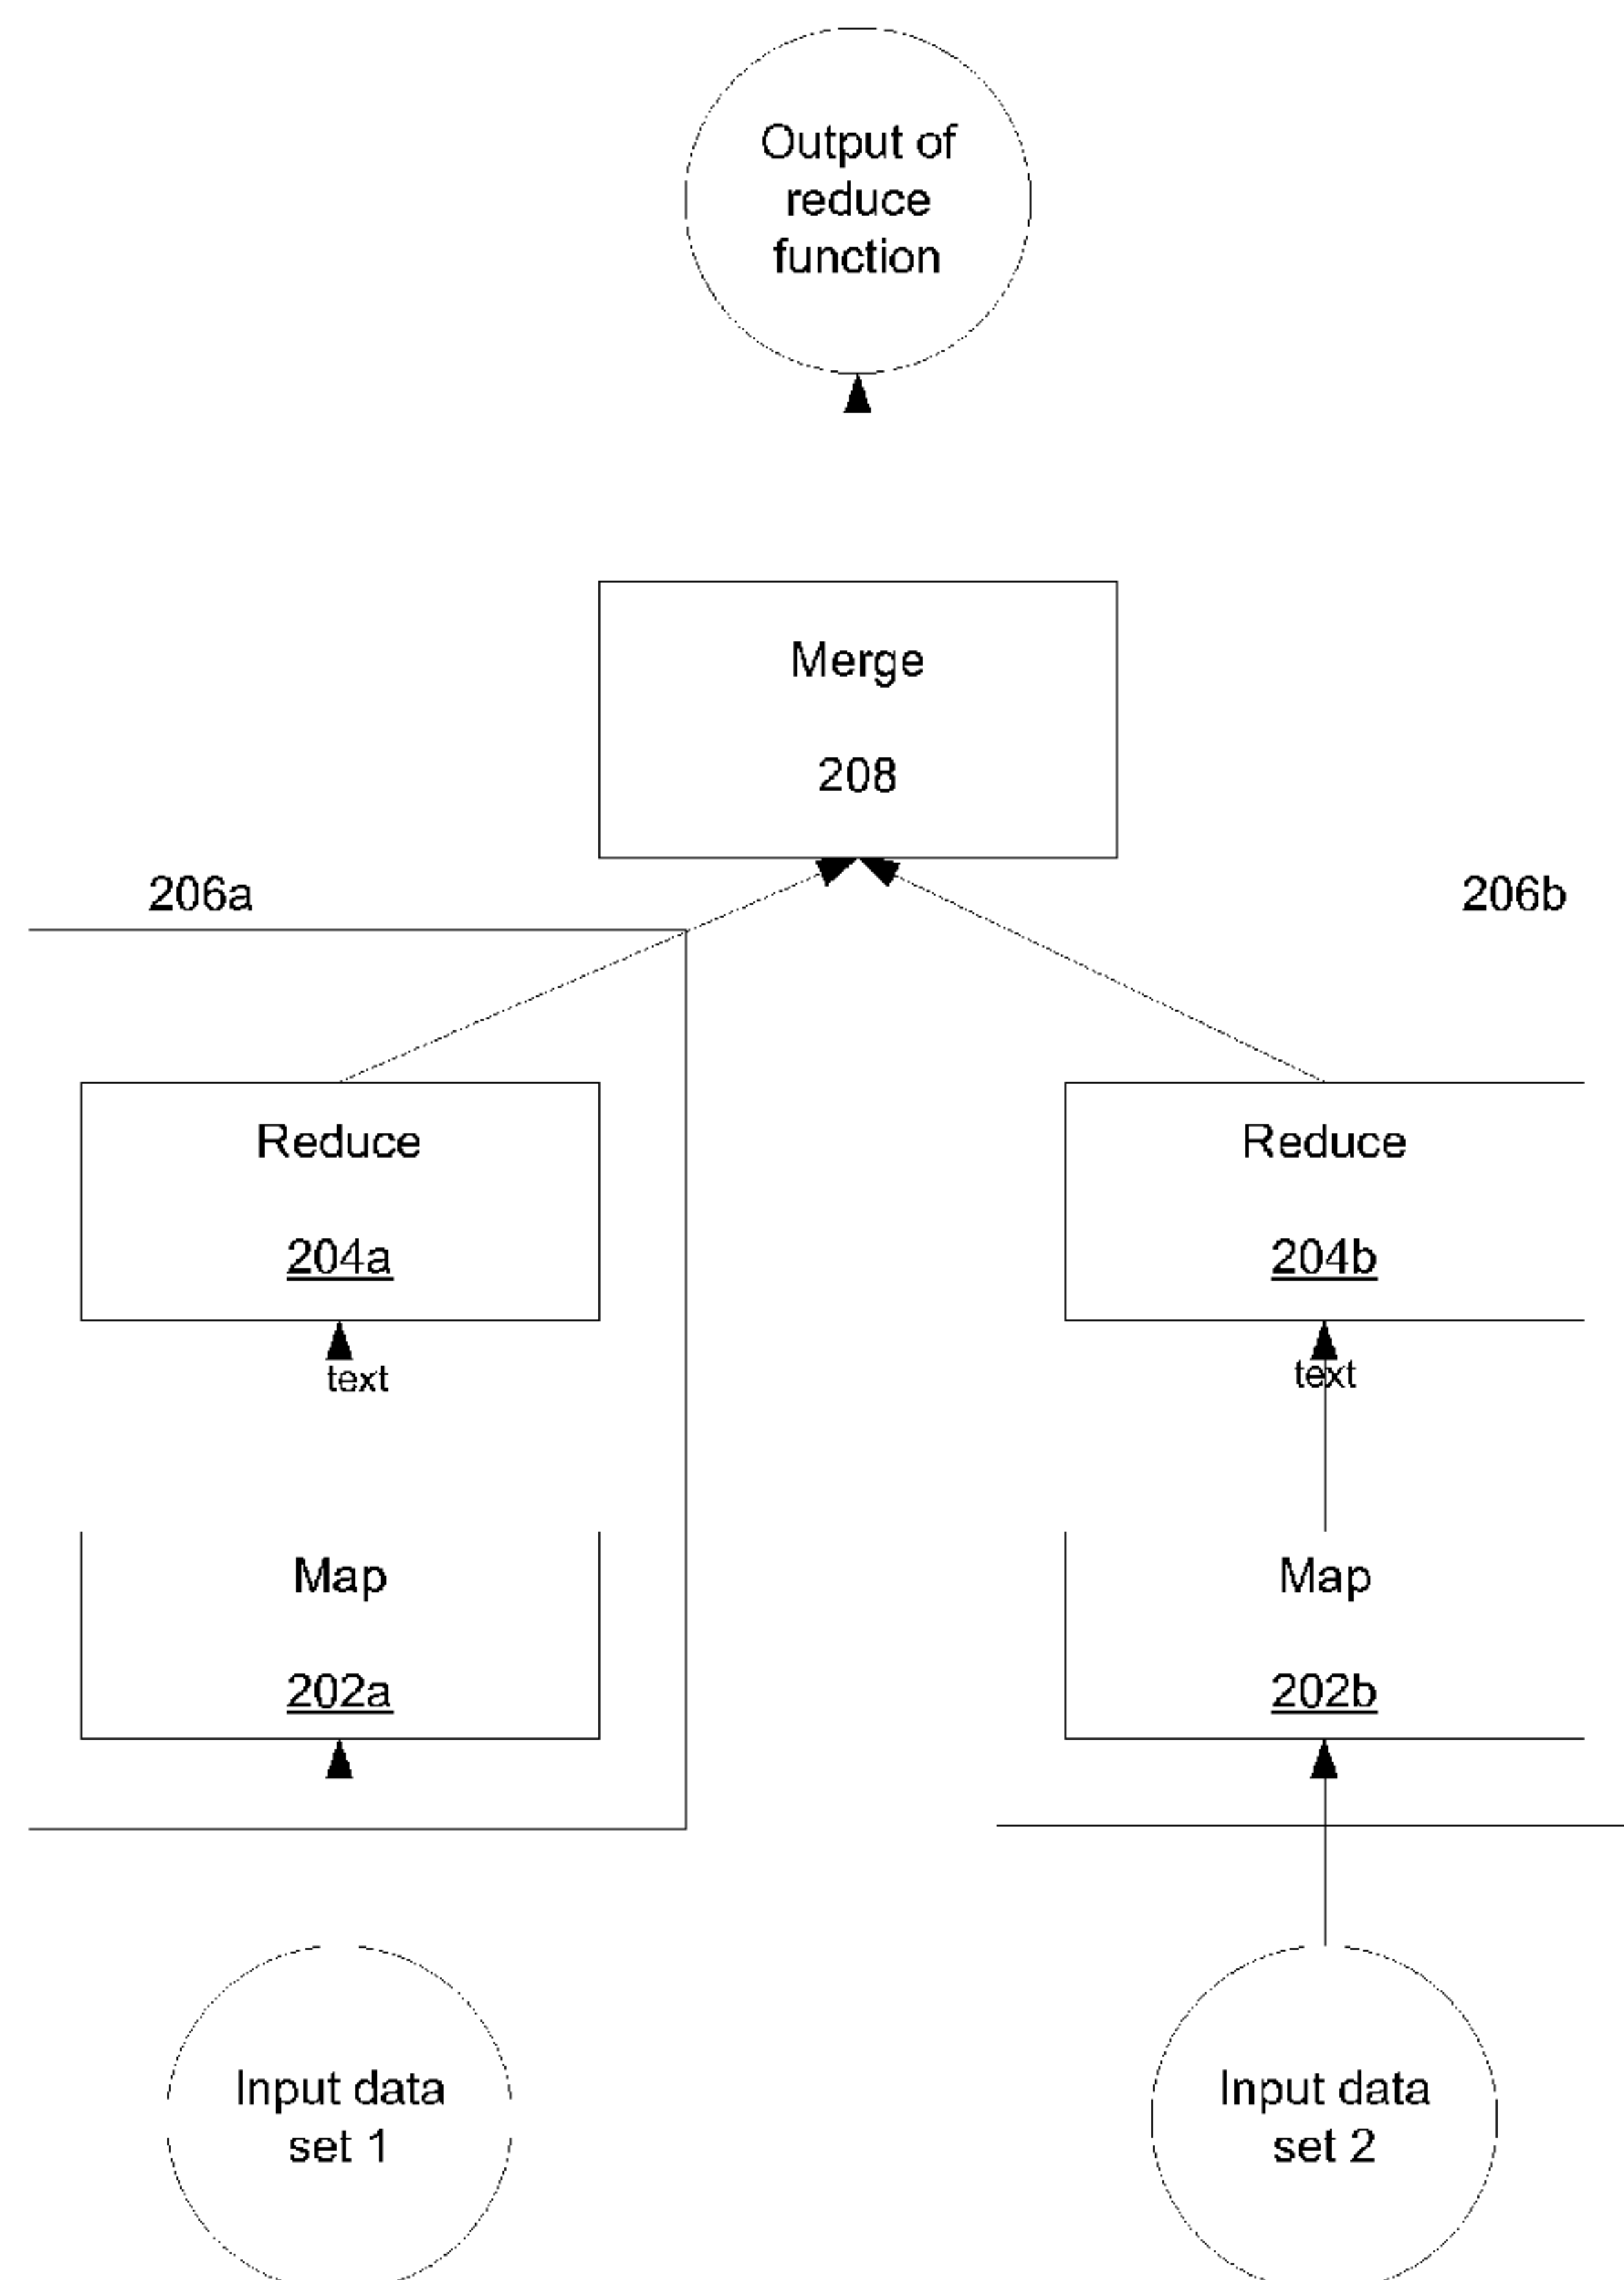 Output of
reduce
function
Merge
208
206a
206b
Reduce
204a
Reduce
204b
text
text
Map
202a
Map
202b
Input data
set 1
Input data
set 2